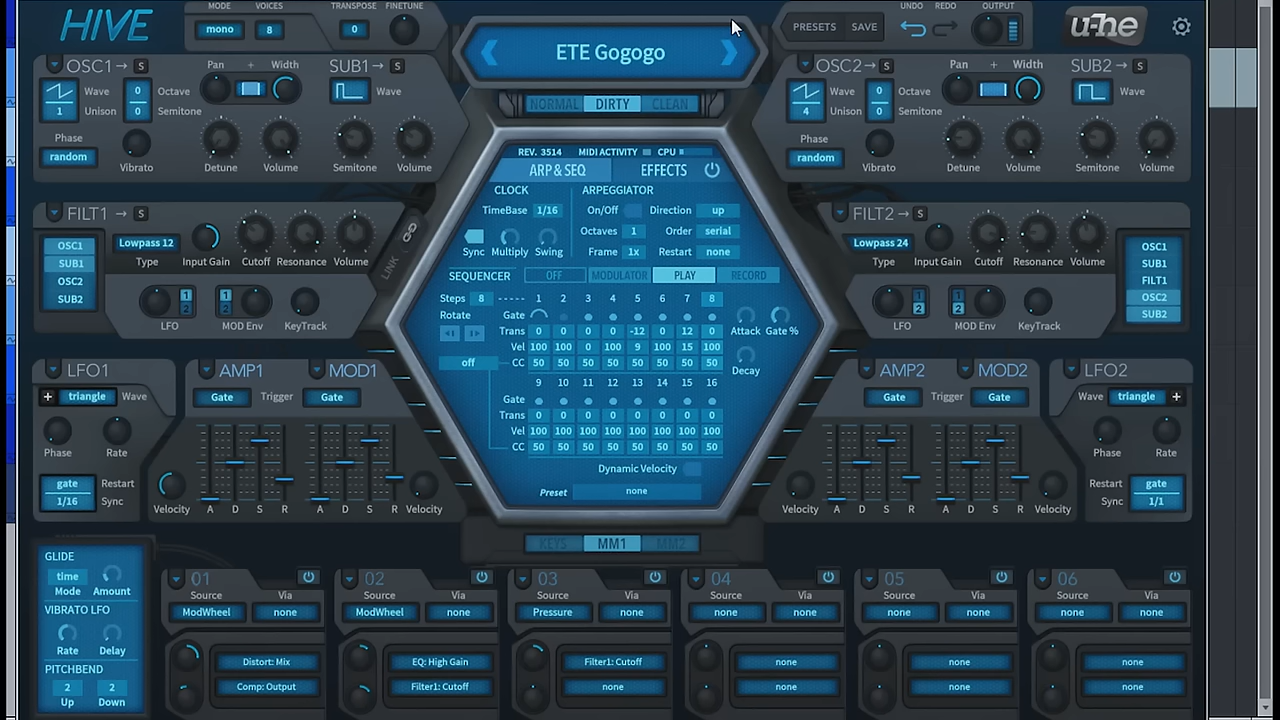 HIVE
MODE VOICES TRANSPOSE FINETUNE
mono 8 0
ETE Gogogo
PRESETS SAVE
UNDO REDO OUTPUT
u-he
NORMAL DIRTY CLEAN
OSC1→ S Pan + Width SUB1→ S
1 Wave Unison 0 0 Octave Semitone Wave
Phase
random Vibrato Detune Volume Semitone Volume
OSC2→ S Pan + Width SUB2→ S
4 Wave Unison 0 0 Octave Semitone Wave
Phase
random Vibrato Detune Volume Semitone Volume
FILT1 → S
OSC1 SUB1 OSC2 SUB2
Lowpass 12
Type Input Gain Cutoff Resonance Volume
1 2 1 2
LFO MOD Env KeyTrack
LINK
REV. 3514 MIDI ACTIVITY CPU
ARP & SEQ EFFECTS
CLOCK ARPEGGIATOR
TimeBase 1/16 On/Off Direction up
Octaves 1 Order serial
Sync Multiply Swing Frame 1x Restart none
SEQUENCER OFF MODULATOR PLAY RECORD
Steps 8 ----- 1 2 3 4 5 6 7 8
Rotate Gate
Trans 0 0 0 0 -12 0 12 0 Attack Gate %
Vel 100 100 0 100 9 100 15 100
off CC 50 50 50 50 50 50 50 50
Decay
9 10 11 12 13 14 15 16
Gate
Trans 0 0 0 0 0 0 0 0
Vel 100 100 100 100 100 100 100 100
CC 50 50 50 50 50 50 50 50
Dynamic Velocity
Preset none
FILT2 → S
Lowpass 24
Type Input Gain Cutoff Resonance Volume
1 2 1 2
LFO MOD Env KeyTrack
OSC1 SUB1 FILT1 OSC2 SUB2
LFO1
+ triangle Wave
Phase Rate
gate 1/16 Restart Sync
AMP1 MOD1
Gate Trigger Gate
Velocity A D S R A D S R Velocity
AMP2 MOD2
Gate Trigger Gate
Velocity A D S R A D S R Velocity
LFO2
Wave triangle +
Phase Rate
Restart Sync gate 1/1
KEYS MM1 MM2
GLIDE
time
Mode Amount
VIBRATO LFO
Rate Delay
PITCHBEND
2 2
Up Down
01
Source Via
ModWheel none
Distort: Mix
Comp: Output
02
Source Via
ModWheel none
EQ: High Gain
Filter1: Cutoff
03
Source Via
Pressure none
Filter1: Cutoff
none
04
Source Via
none none
none
none
05
Source Via
none none
none
none
06
Source Via
none none
none
none